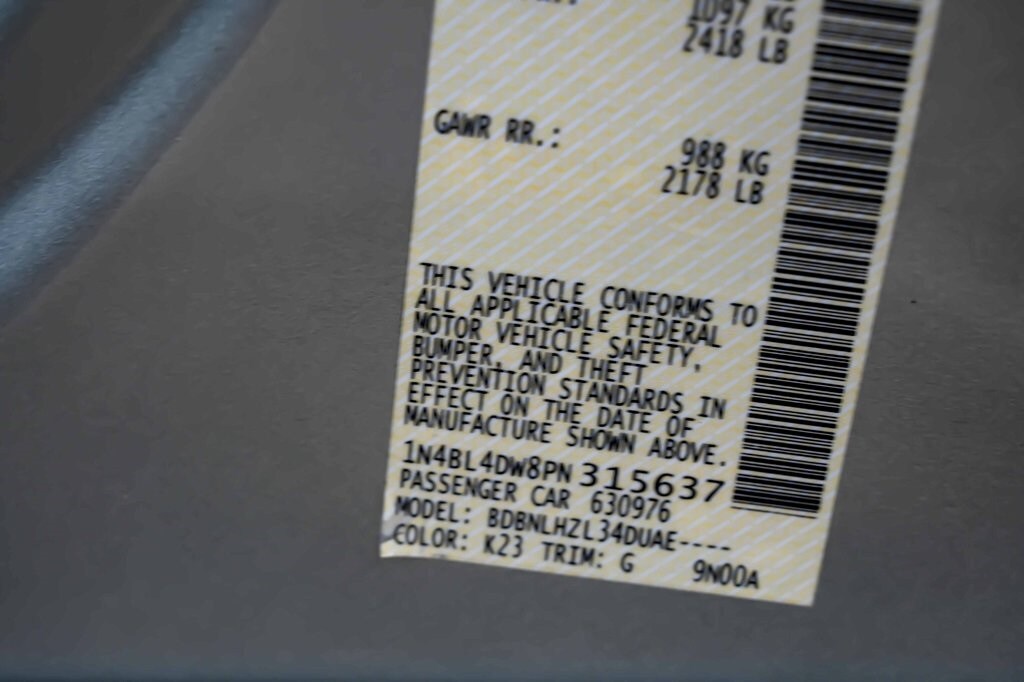 1097 KG
2418 LB
GAWR RR.:
988 KG
2178 LB
THIS VEHICLE CONFORMS TO
ALL APPLICABLE FEDERAL
MOTOR VEHICLE SAFETY,
BUMPER, AND THEFT
PREVENTION STANDARDS IN
EFFECT ON THE DATE OF
MANUFACTURE SHOWN ABOVE.
1N4BL4DW8PN315637
PASSENGER CAR 630976
MODEL: BDBNLHZL34DUAE----
COLOR: K23 TRIM: G 9N00A